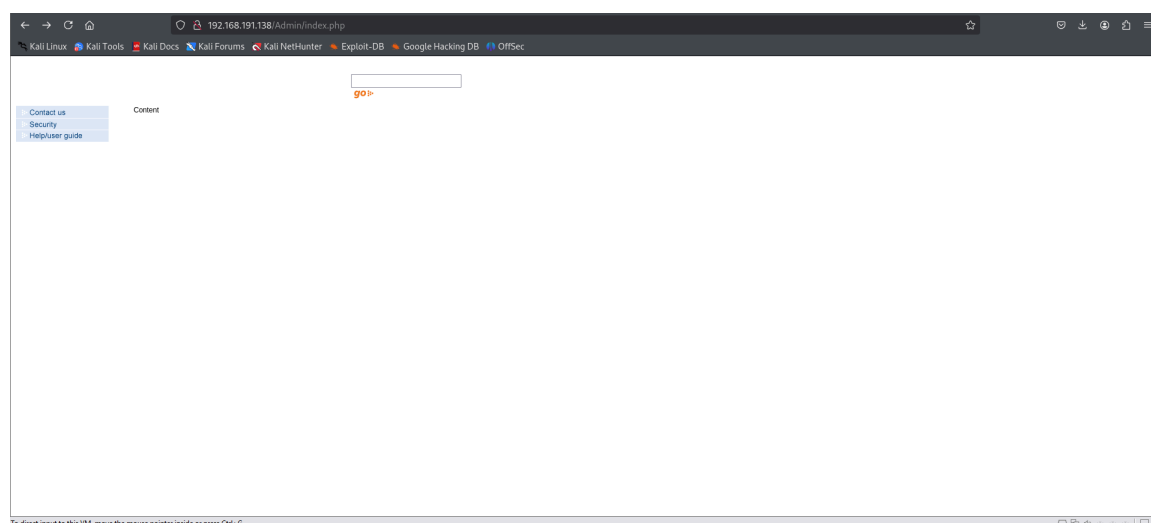 192.168.191.138/Admin/index.php
Kali Linux Kali Tools Kali Docs Kali Forums Kali NetHunter Exploit-DB Google Hacking DB OffSec
go
Contact us
Content
Security
Help/user guide
To direct input to this VM, move the mouse pointer inside or press Ctrl+G.